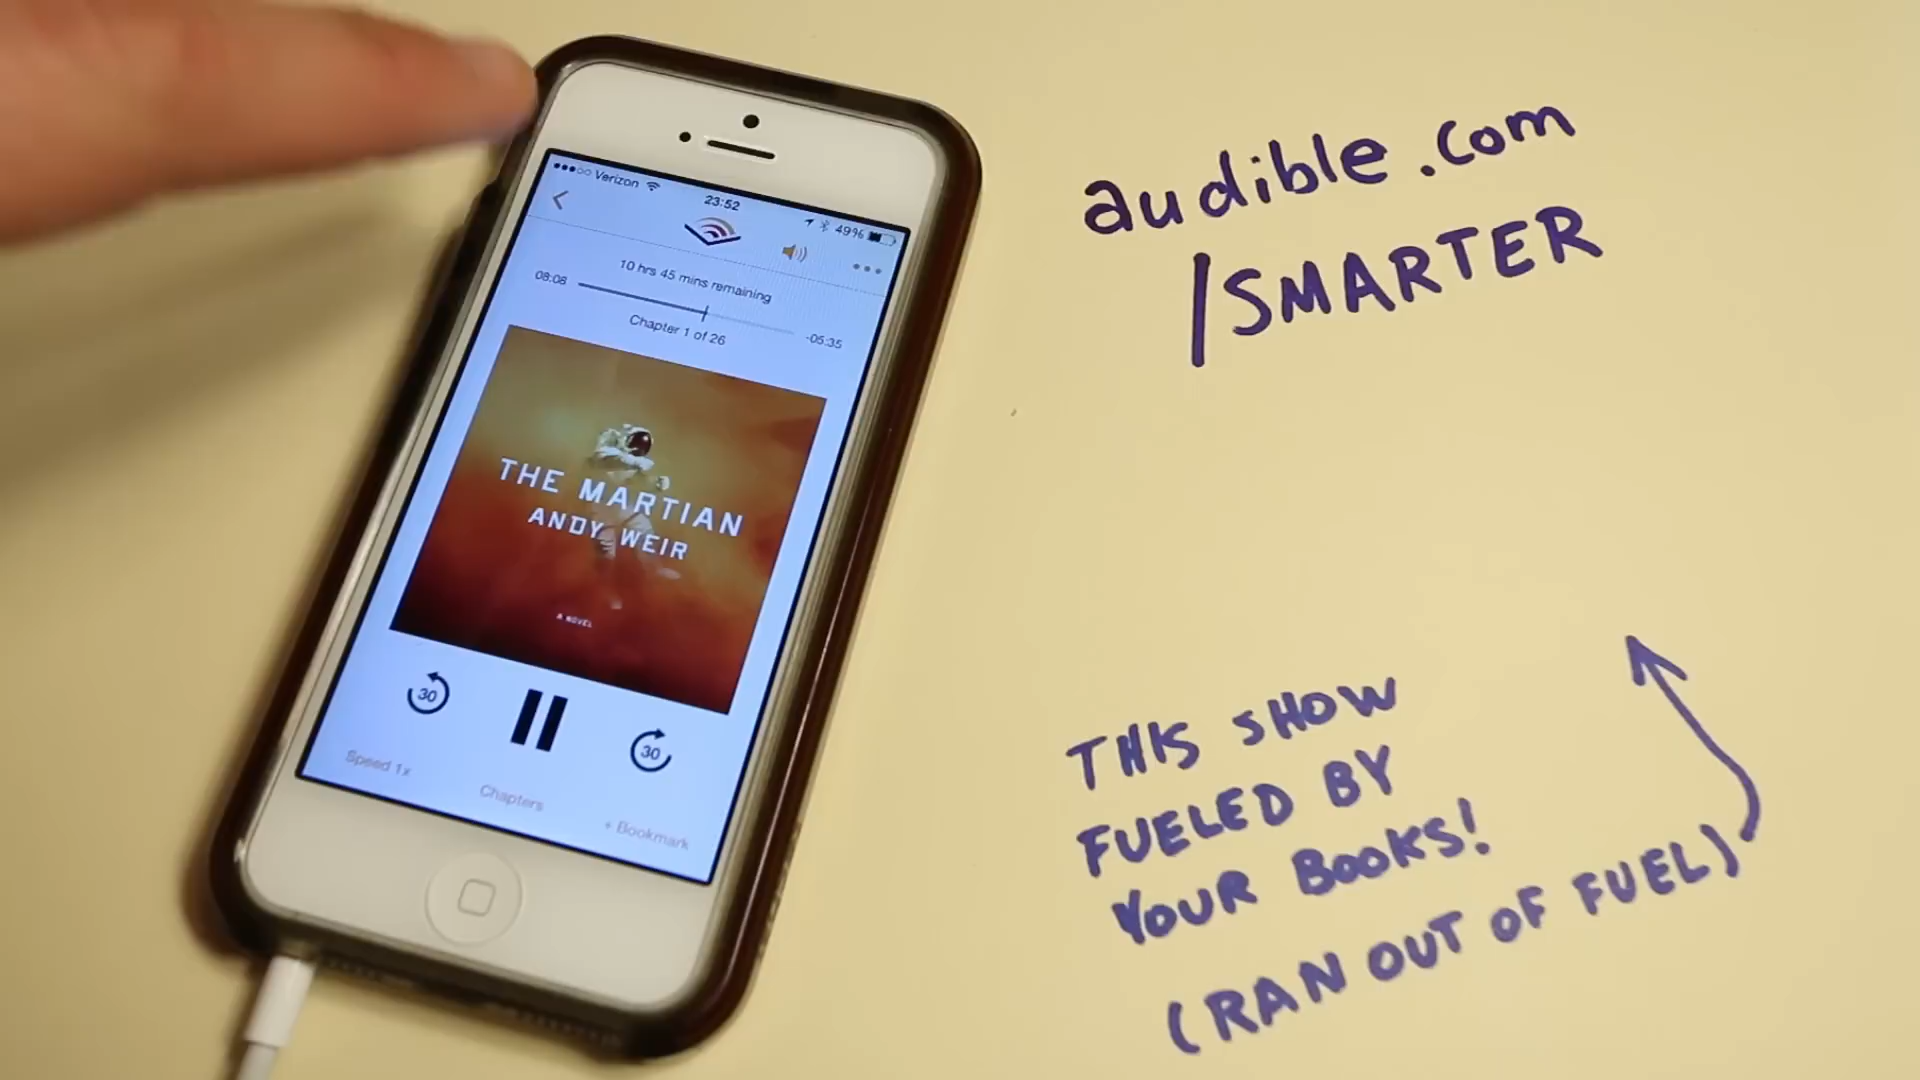 Verizon
23:52
49%
10 hrs 45 mins remaining
08:08
-05:35
Chapter 1 of 26
THE MARTIAN
ANDY WEIR
A NOVEL
30
30
Speed 1x
Chapters
+ Bookmark
audible.com
/SMARTER
THIS SHOW
FUELED BY
YOUR BOOKS!
(RAN OUT OF FUEL)